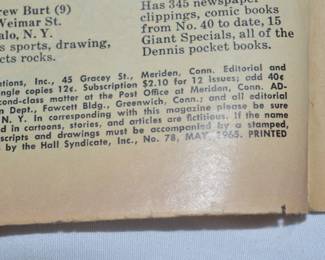 rew Burt (9)
Weimar St.
alo, N. Y.
s sports, drawing,
cts rocks.
Has 345 newspaper
clippings, comic books
from No. 40 to date, 15
Giant Specials, all of the
Dennis pocket books.
ations, Inc., 45 Gracey St., Meriden, Conn. Editorial and
ngle copies 12¢. Subscription $2.10 for 12 issues; add 40¢
cond-class matter at the Post Office at Meriden, Conn. AD-
on Dept., Fawcett Bldg., Greenwich, Conn.; and all editorial
, N. Y. In corresponding with this magazine please be sure
d in cartoons, stories, and articles are fictitious. If the name
scripts and drawings must be accompanied by a stamped,
s by the Hall Syndicate, Inc., No. 78, MAY, 1965. PRINTED